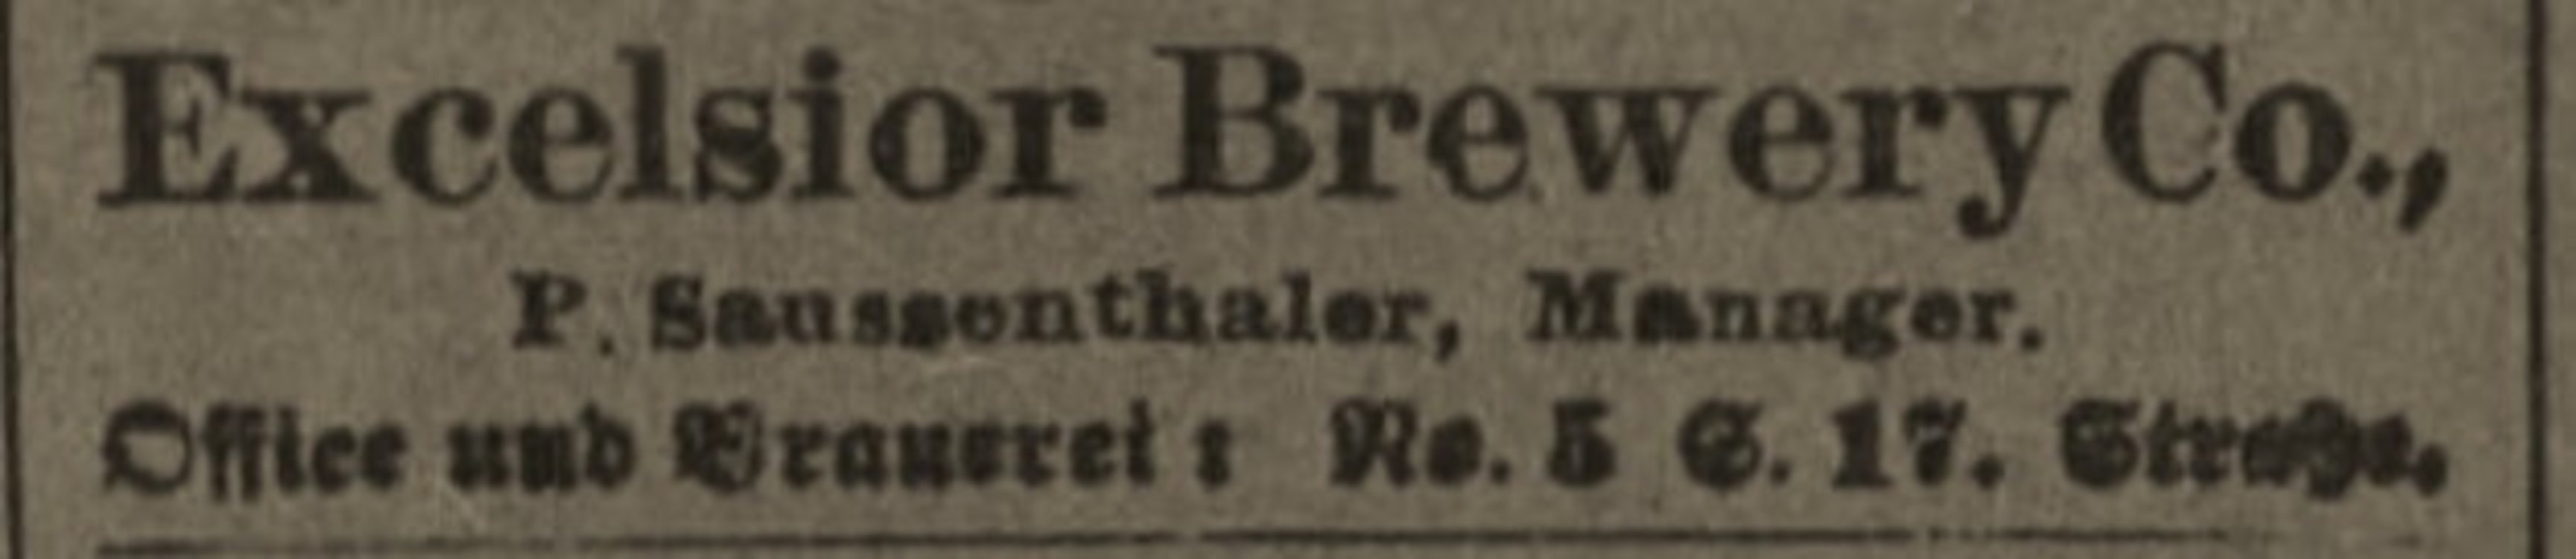 Excelsior Brewery Co.,
P. Saussenthaler, Manager.
Office und Brauerei: No. 5 S. 17. Straße.